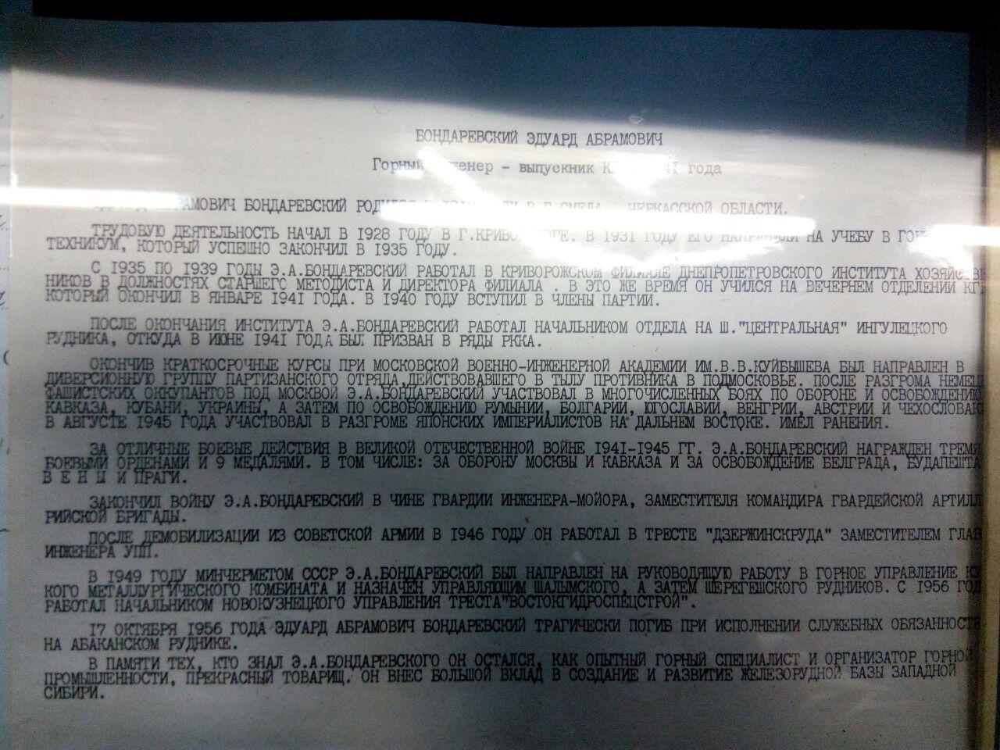 БОНДАРЕВСКИЙ ЭДУАРД АБРАМОВИЧ
Горный - выпускник года
АБРАМОВИЧ БОНДАРЕВСКИЙ В Г.СМЕЛА ЧЕРКАССКОЙ ОБЛАСТИ.
ТРУДОВУЮ ДЕЯТЕЛЬНОСТЬ НАЧАЛ В 1928 ГОДУ В В 1931 ГОДУ ЕГО НАПРАВИЛИ НА УЧЕБУ В
ТЕХНИКУМ, КОТОРЫЙ УСПЕШНО ЗАКОНЧИЛ В 1935 ГОДУ.
С 1935 ПО 1939 ГОДЫ Э.А.БОНДАРЕВСКИЙ РАБОТАЛ В КРИВОРОЖСКОМ ФИЛИАЛЕ ДНЕПРОПЕТРОВСКОГО ИНСТИТУТА
НИКОВ В ДОЛЖНОСТЯХ СТАРШЕГО МЕТОДИСТА И ДИРЕКТОРА ФИЛИАЛА . В ЭТО ЖЕ ВРЕМЯ ОН УЧИЛСЯ НА ВЕЧЕРНЕМ ОТДЕЛЕНИИ
КОТОРЫЙ ОКОНЧИЛ В ЯНВАРЕ 1941 ГОДА. В 1940 ГОДУ ВСТУПИЛ В ЧЛЕНЫ ПАРТИИ.
ПОСЛЕ ОКОНЧАНИЯ ИНСТИТУТА Э.А.БОНДАРЕВСКИЙ РАБОТАЛ НАЧАЛЬНИКОМ ОТДЕЛА НА Ш."ЦЕНТРАЛЬНАЯ" ИНГУЛЕЦКОГО
РУДНИКА, ОТКУДА В ИЮНЕ 1941 ГОДА БЫЛ ПРИЗВАН В РЯДЫ РККА.
ОКОНЧИВ КРАТКОСРОЧНЫЕ КУРСЫ ПРИ МОСКОВСКОЙ ВОЕННО-ИНЖЕНЕРНОЙ АКАДЕМИИ ИМ.В.В.КУЙБЫШЕВА БЫЛ НАПРАВЛЕН В
ДИВЕРСИОННУЮ ГРУППУ ПАРТИЗАНСКОГО ОТРЯДА,ДЕЙСТВОВАВШЕГО В ТЫЛУ ПРОТИВНИКА В ПОДМОСКОВЬЕ. ПОСЛЕ РАЗГРОМА
ФАШИСТСКИХ ОККУПАНТОВ ПОД МОСКВОЙ Э.А.БОНДАРЕВСКИЙ УЧАСТВОВАЛ В МНОГОЧИСЛЕННЫХ БОЯХ ПО ОБОРОНЕ И ОСВОБОЖДЕНИЮ
КАВКАЗА, КУБАНИ, УКРАИНЫ, А ЗАТЕМ ПО ОСВОБОЖДЕНИЮ РУМЫНИИ, БОЛГАРИИ, ЮГОСЛАВИИ, ВЕНГРИИ, АВСТРИИ И
В АВГУСТЕ 1945 ГОДА УЧАСТВОВАЛ В РАЗГРОМЕ ЯПОНСКИХ ИМПЕРИАЛИСТОВ НА ДАЛЬНЕМ ВОСТОКЕ. ИМЕЛ РАНЕНИЯ.
ЗА ОТЛИЧНЫЕ БОЕВЫЕ ДЕЙСТВИЯ В ВЕЛИКОЙ ОТЕЧЕСТВЕННОЙ ВОЙНЕ 1941-1945 ГГ. Э.А.БОНДАРЕВСКИЙ НАГРАЖДЕН ТРЕМЯ
БОЕВЫМИ ОРДЕНАМИ И 9 МЕДАЛЯМИ. В ТОМ ЧИСЛЕ: ЗА ОБОРОНУ МОСКВЫ И КАВКАЗА И ЗА ОСВОБОЖДЕНИЕ БЕЛГРАДА, БУДАПЕШТА
В Е Н Ы И ПРАГИ.
ЗАКОНЧИЛ ВОЙНУ Э.А.БОНДАРЕВСКИЙ В ЧИНЕ ГВАРДИИ ИНЖЕНЕРА-МОЙОРА, ЗАМЕСТИТЕЛЯ КОМАНДИРА ГВАРДЕЙСКОЙ АРТИЛЛ
РИЙСКОЙ БРИГАДЫ.
ПОСЛЕ ДЕМОБИЛИЗАЦИИ ИЗ СОВЕТСКОЙ АРМИИ В 1946 ГОДУ ОН РАБОТАЛ В ТРЕСТЕ "ДЗЕРЖИНСКРУДА" ЗАМЕСТИТЕЛЕМ ГЛАВ
ИНЖЕНЕРА УПП.
В 1949 ГОДУ МИНЧЕРМЕТОМ СССР Э.А.БОНДАРЕВСКИЙ БЫЛ НАПРАВЛЕН НА РУКОВОДЯЩУЮ РАБОТУ В ГОРНОЕ УПРАВЛЕНИЕ
КОГО МЕТАЛЛУРГИЧЕСКОГО КОМБИНАТА И НАЗНАЧЕН УПРАВЛЯЮЩИМ ШАЛЫМСКОГО, А ЗАТЕМ ШЕРЕГЕШСКОГО РУДНИКОВ. С 1956
РАБОТАЛ НАЧАЛЬНИКОМ НОВОКУЗНЕЦКОГО УПРАВЛЕНИЯ ТРЕСТА"ВОСТОКГИДРОСПЕЦСТРОЙ".
17 ОКТЯБРЯ 1956 ГОДА ЭДУАРД АБРАМОВИЧ БОНДАРЕВСКИЙ ТРАГИЧЕСКИ ПОГИБ ПРИ ИСПОЛНЕНИИ СЛУЖЕБНЫХ ОБЯЗАННОСТ
НА АБАКАНСКОМ РУДНИКЕ.
В ПАМЯТИ ТЕХ, КТО ЗНАЛ Э.А.БОНДАРЕВСКОГО ОН ОСТАЛСЯ, КАК ОПЫТНЫЙ ГОРНЫЙ СПЕЦИАЛИСТ И ОРГАНИЗАТОР ГОРНОЙ
ПРОМЫШЛЕННОСТИ, ПРЕКРАСНЫЙ ТОВАРИЩ. ОН ВНЕС БОЛЬШОЙ ВКЛАД В СОЗДАНИЕ И РАЗВИТИЕ ЖЕЛЕЗОРУДНОЙ БАЗЫ ЗАПАДНОЙ
СИБИРИ.